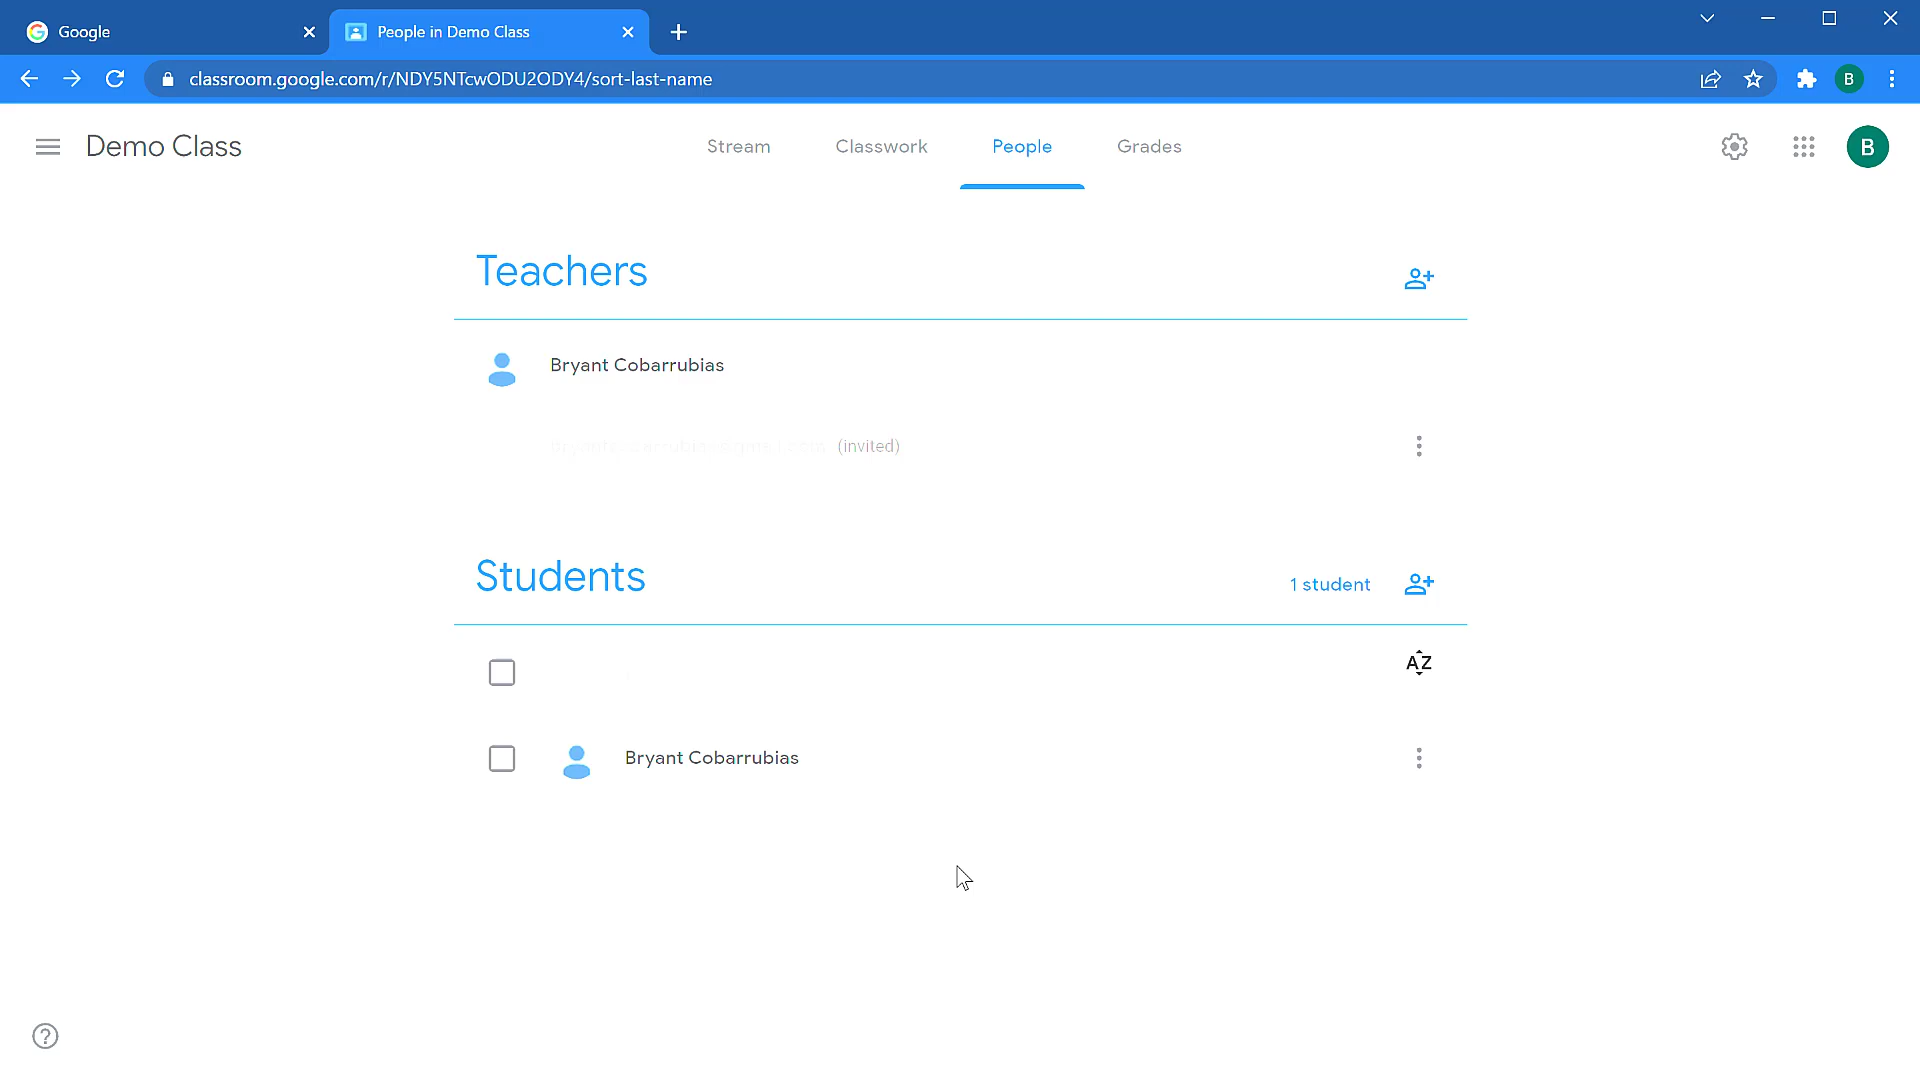 Google
People in Demo Class
classroom.google.com/r/NDY5NTcwODU2ODY4/sort-last-name
B
Demo Class
Stream
Classwork
People
Grades
B
Teachers
Bryant Cobarrubias
(invited)
Students
1 student
AZ
Bryant Cobarrubias